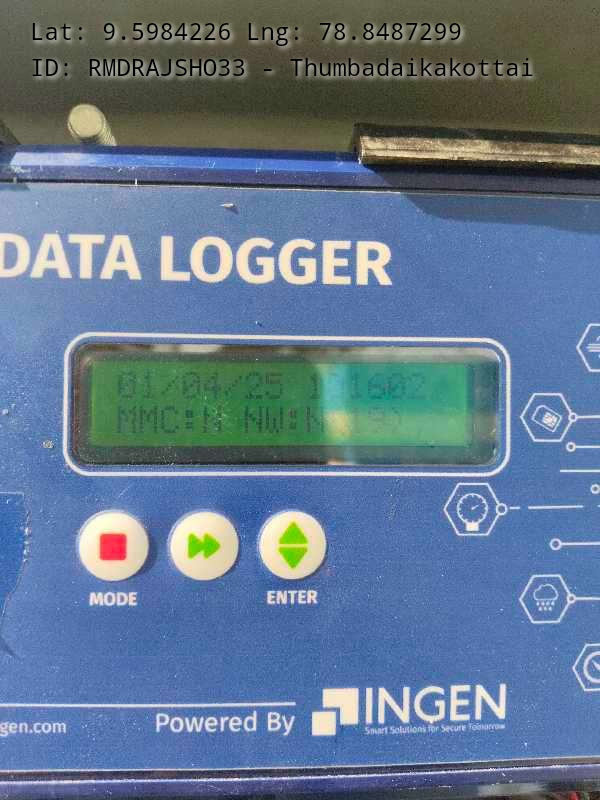 Lat: 9.5984226 Lng: 78.8487299
ID: RMDRAJSHO33 - Thumbadaikakottai
DATA LOGGER
01/04/25
MMC:N NW:N
MODE
ENTER
gen.com
Powered By
INGEN
Smart Solutions for Secure Tomorrow